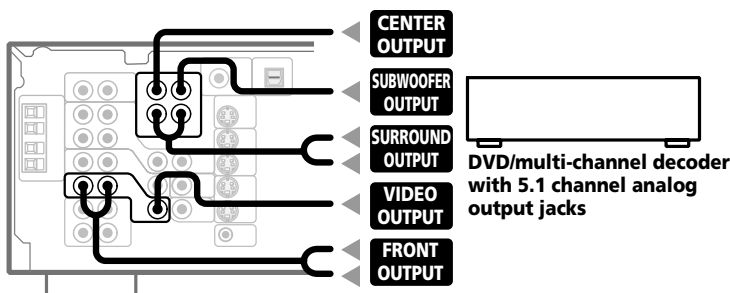 CENTER
OUTPUT
SUBWOOFER
OUTPUT
SURROUND
OUTPUT
VIDEO
OUTPUT
FRONT
OUTPUT
DVD/multi-channel decoder
with 5.1 channel analog
output jacks